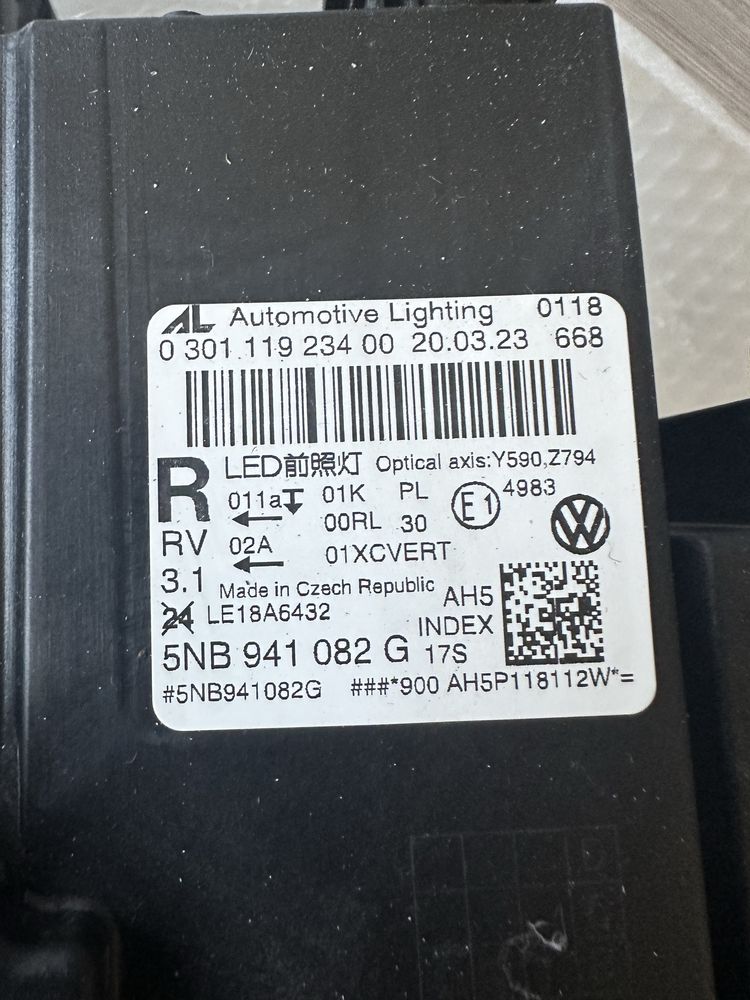 AL Automotive Lighting 0118
0 301 119 234 00 20.03.23 668
R LED前照灯 Optical axis:Y590,Z794
011a 01K PL E1 4983
00RL 30
RV 02A 01XCVERT
3.1 Made in Czech Republic AH5
24 LE18A6432 INDEX
5NB 941 082 G 17S
#5NB941082G ###*900 AH5P118112W*=